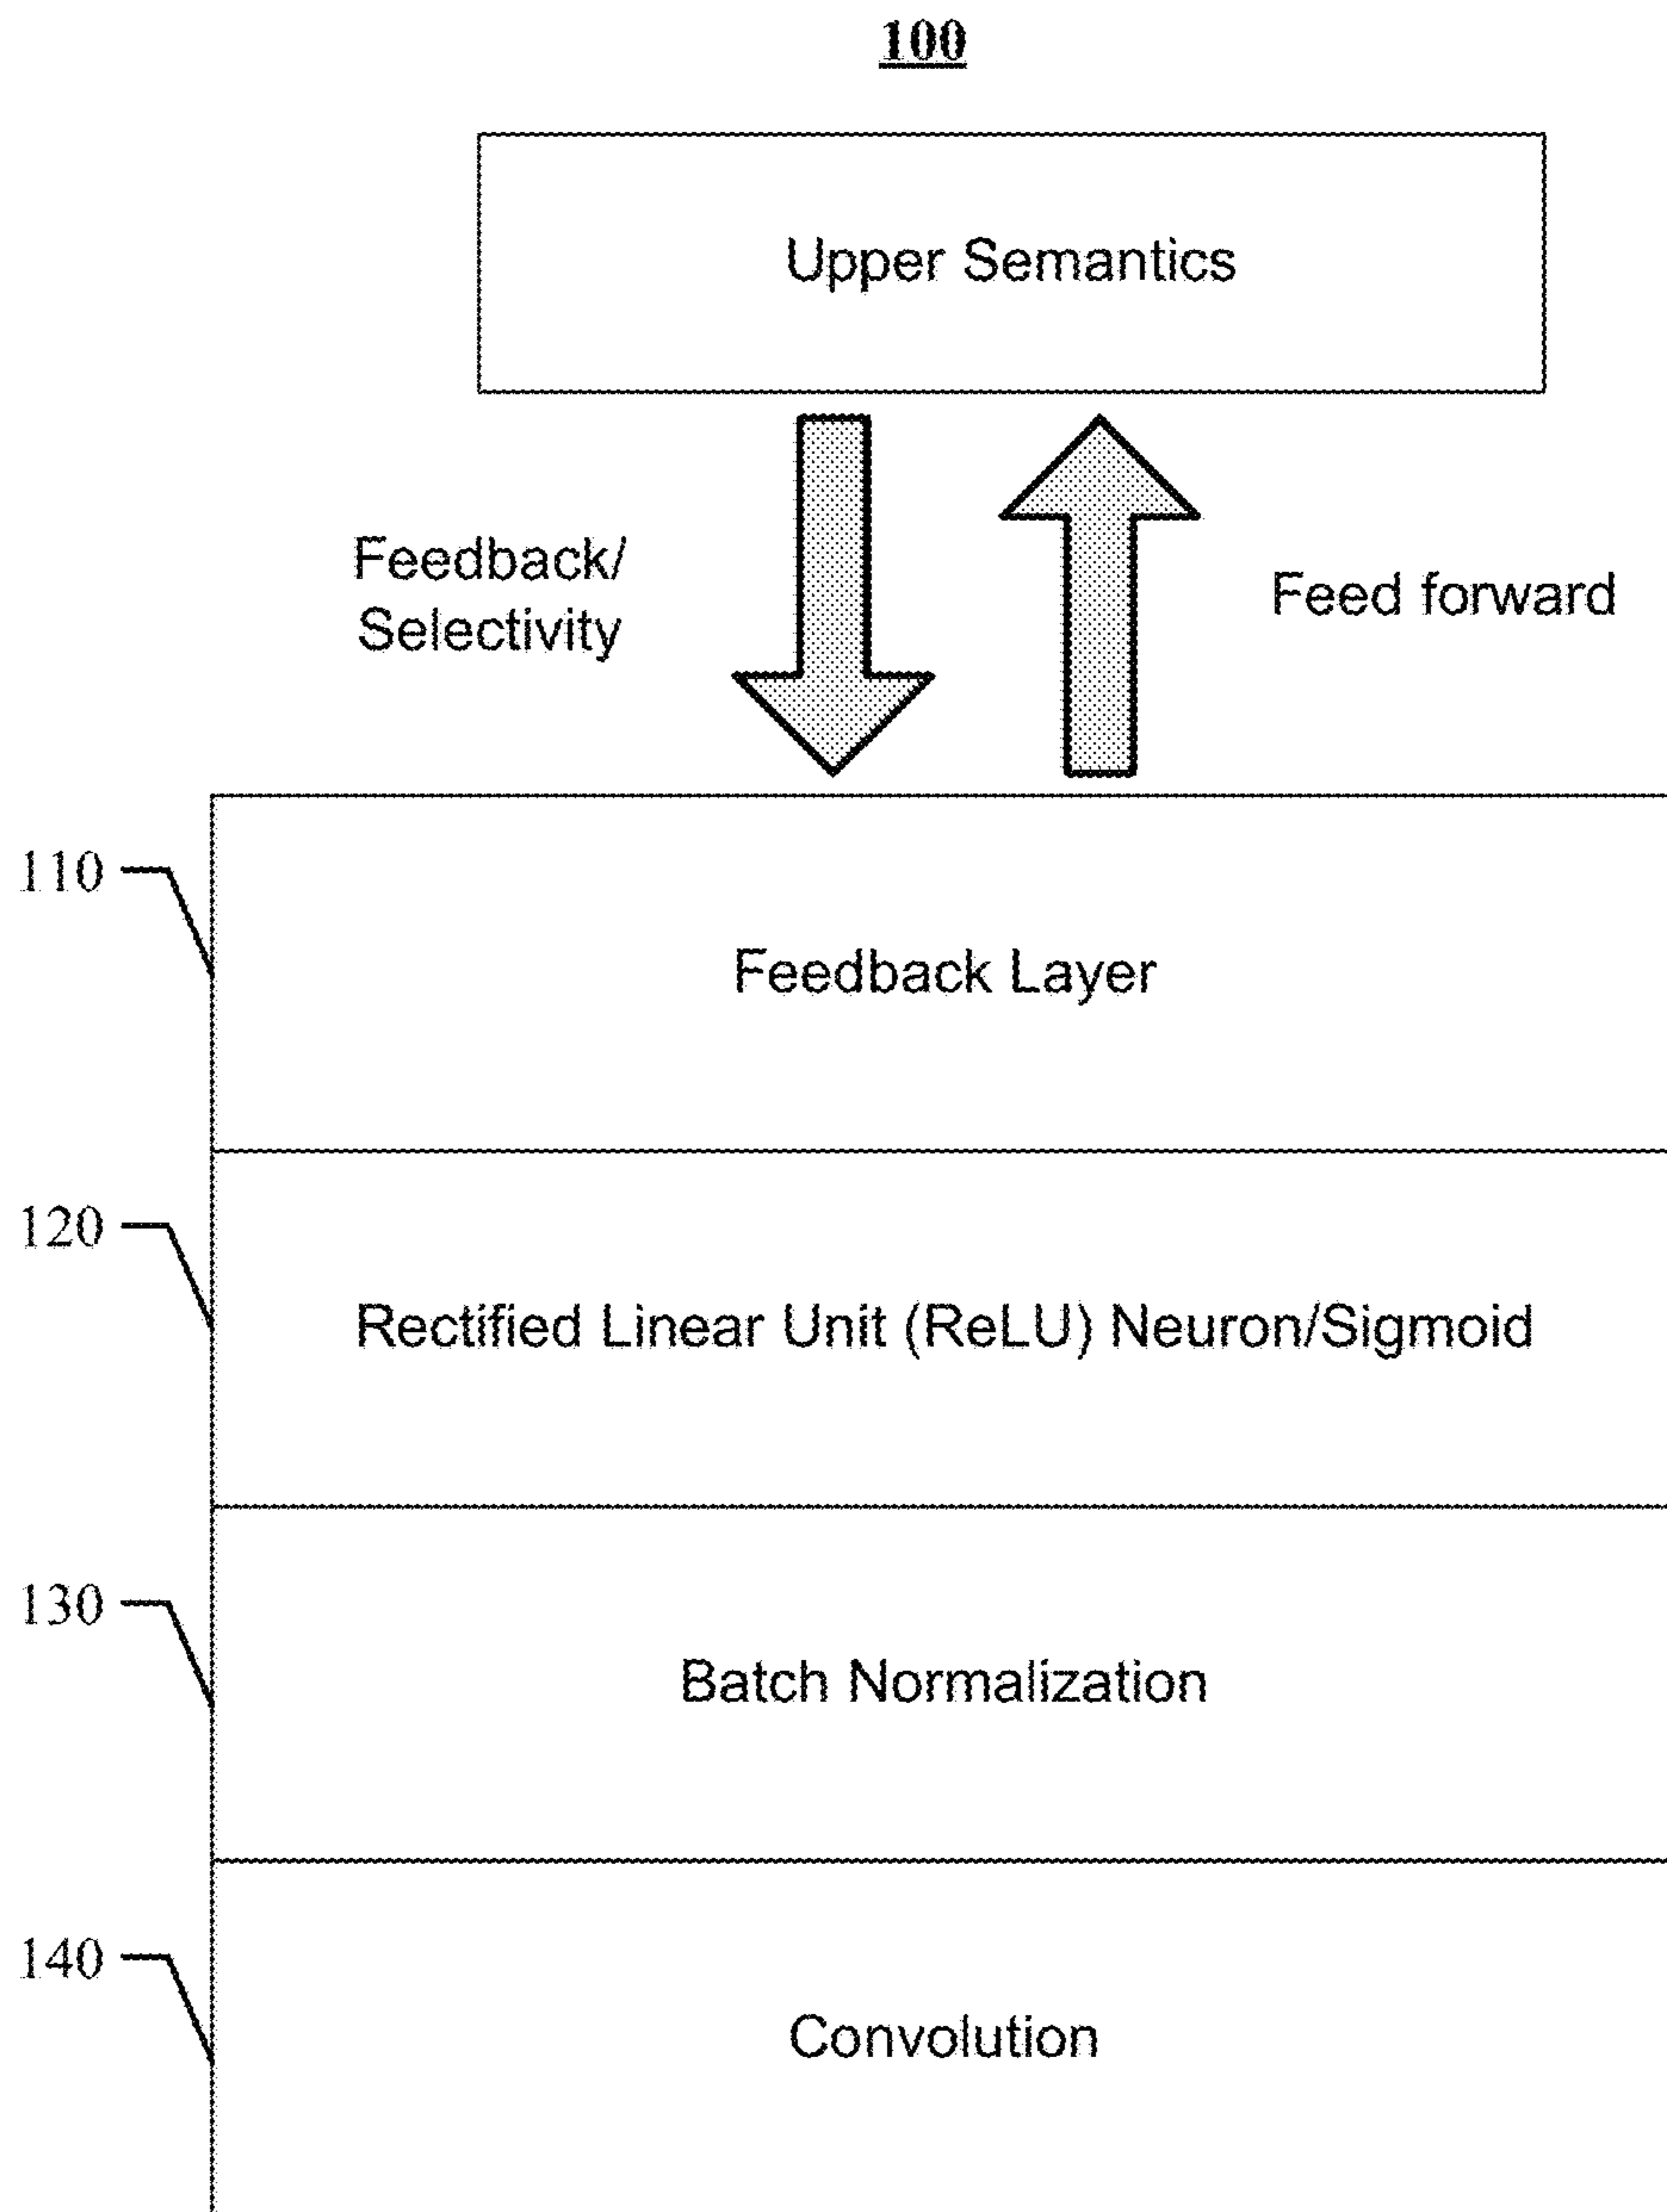 100
Upper Semantics
Feedback/
Selectivity
Feed forward
110
Feedback Layer
120
Rectified Linear Unit (ReLU) Neuron/Sigmoid
130
Batch Normalization
140
Convolution